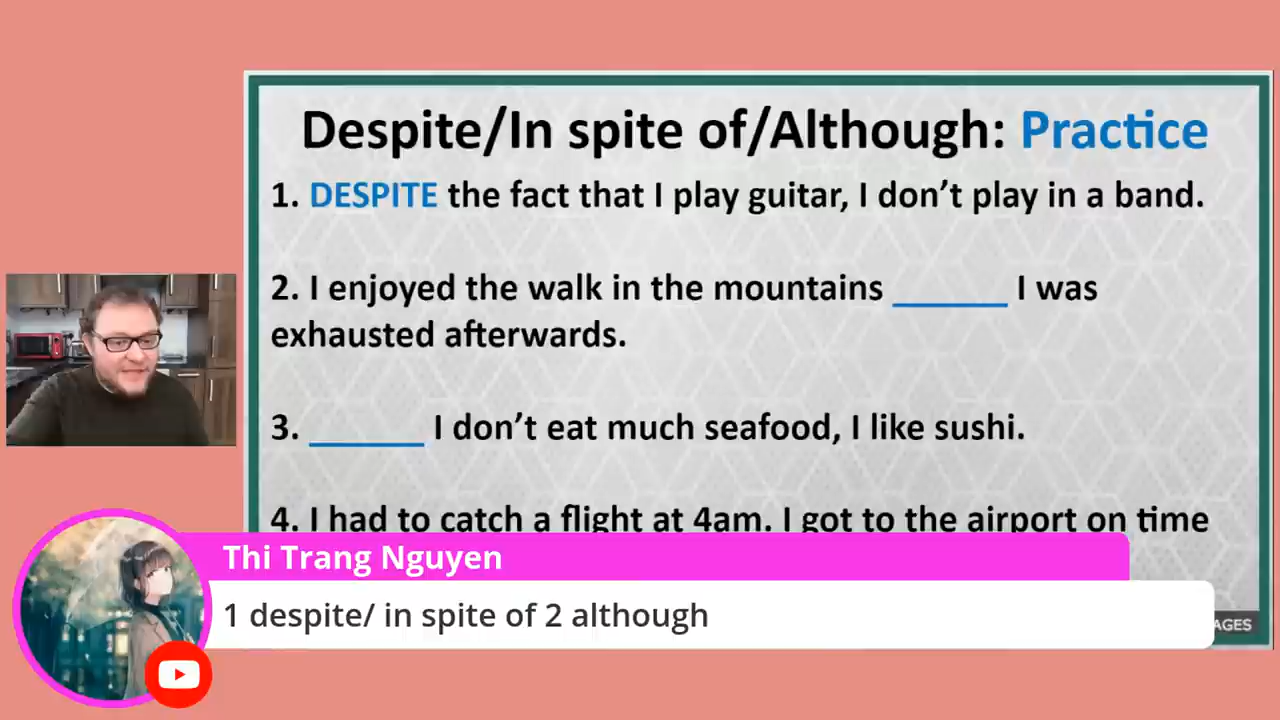 Despite/In spite of/Although: Practice
1. DESPITE the fact that I play guitar, I don't play in a band.
2. I enjoyed the walk in the mountains ______ I was
exhausted afterwards.
3. ______ I don't eat much seafood, I like sushi.
4. I had to catch a flight at 4am. I got to the airport on time
Thi Trang Nguyen
1 despite/ in spite of 2 although
AGES